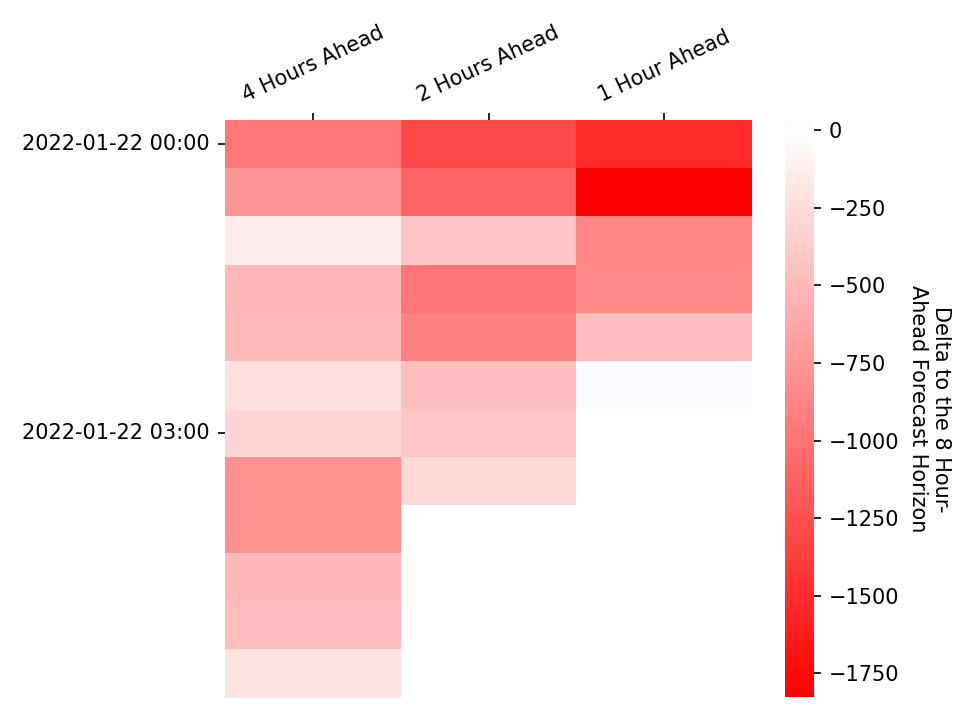 4 Hours Ahead
2 Hours Ahead
1 Hour Ahead
2022-01-22 00:00
2022-01-22 03:00
0
−250
−500
−750
−1000
−1250
−1500
−1750
Delta to the 8 Hour-
Ahead Forecast Horizon